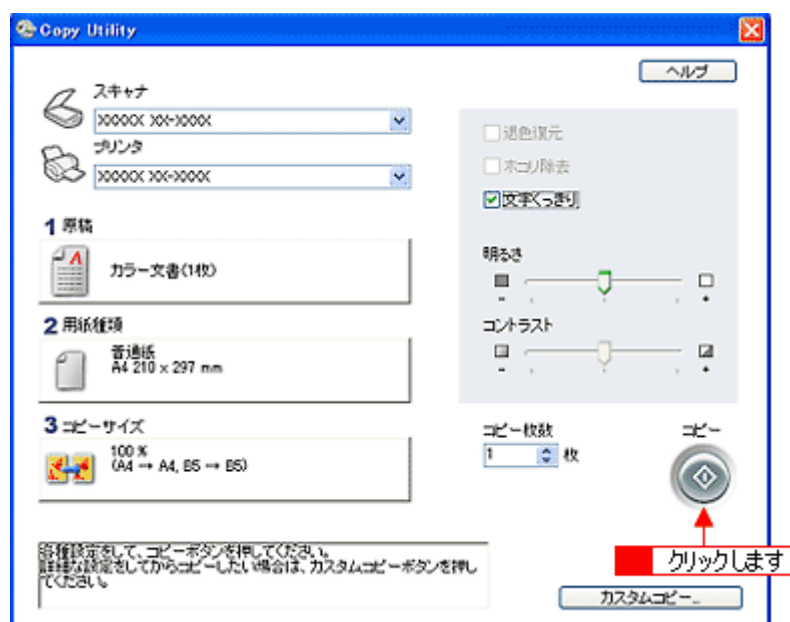 Copy Utility
ヘルプ
スキャナ
XXXXX XX-XXXX
プリンタ
XXXXX XX-XXXX
1 原稿
カラー文書(1枚)
2 用紙種類
普通紙
A4 210 x 297 mm
3 コピーサイズ
100 %
(A4 → A4, B5 → B5)
退色復元
ホコリ除去
文字くっきり
明るさ
- +
コントラスト
- +
コピー枚数
1 枚
コピー
クリックします
各種設定をして、コピーボタンを押してください。
詳細な設定をしてからコピーしたい場合は、カスタムコピーボタンを押し
てください。
カスタムコピー...